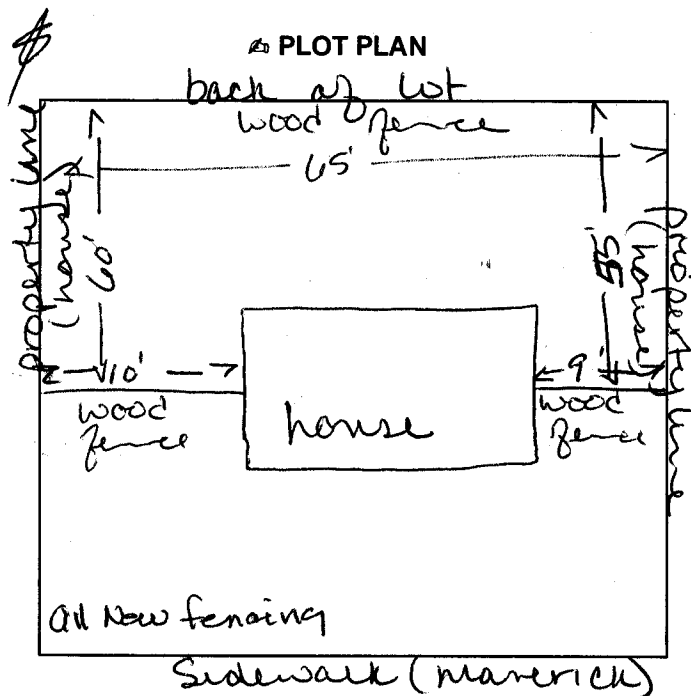 PLOT PLAN
back of lot
wood fence
65'
property line
(house)
60'
property line
(house)
10'
9'
wood
fence
wood
fence
house
All New fencing
Sidewalk (Maverick)